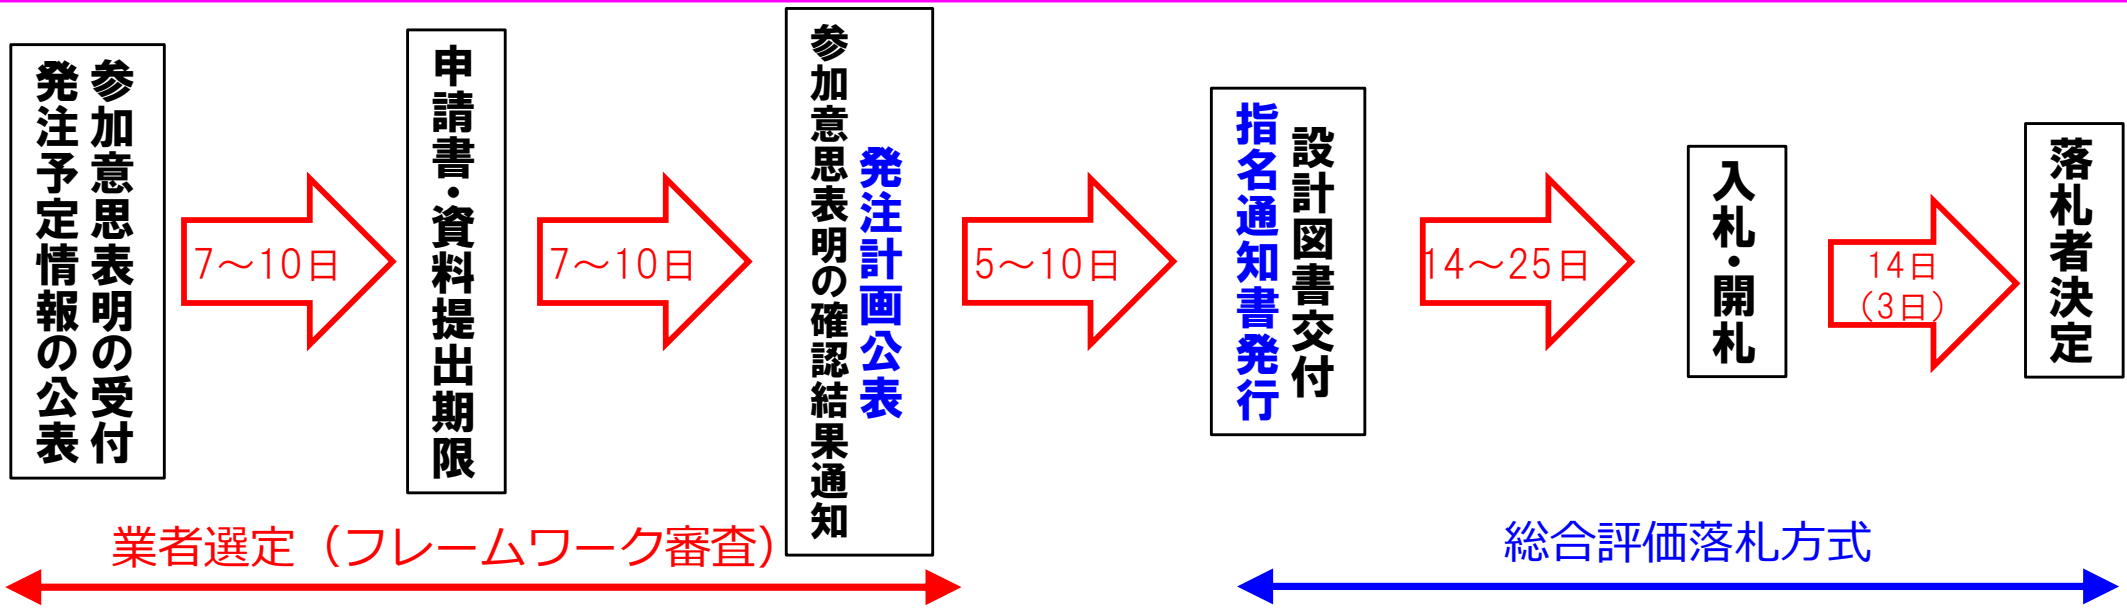 参加意思表明の受付
発注予定情報の公表
7～10日
申請書・資料提出期限
7～10日
発注計画公表
参加意思表明の確認結果通知
5～10日
設計図書交付
指名通知書発行
14～25日
入札・開札
14日
(3日)
落札者決定
業者選定（フレームワーク審査）
総合評価落札方式